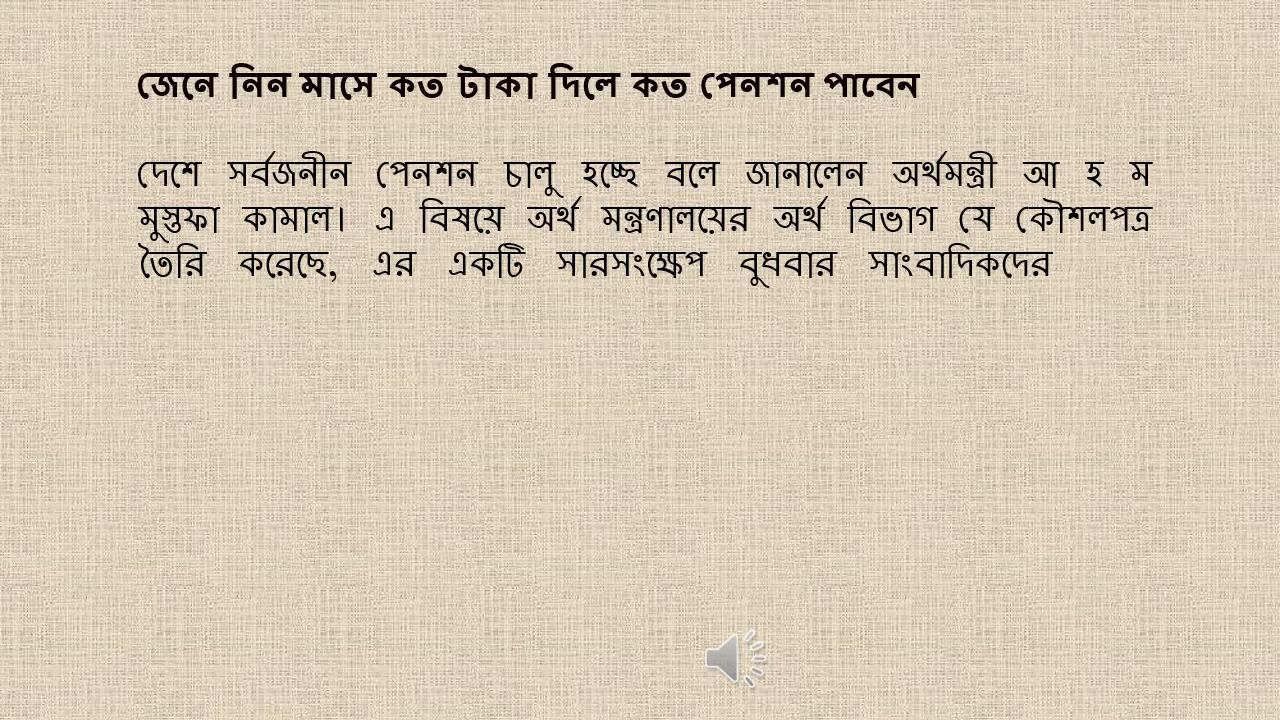 জেনে নিন মাসে কত টাকা দিলে কত পেনশন পাবেন
দেশে সর্বজনীন পেনশন চালু হচ্ছে বলে জানালেন অর্থমন্ত্রী আ হ ম
মুস্তফা কামাল। এ বিষয়ে অর্থ মন্ত্রণালয়ের অর্থ বিভাগ যে কৌশলপত্র
তৈরি করেছে, এর একটি সারসংক্ষেপ বুধবার সাংবাদিকদের